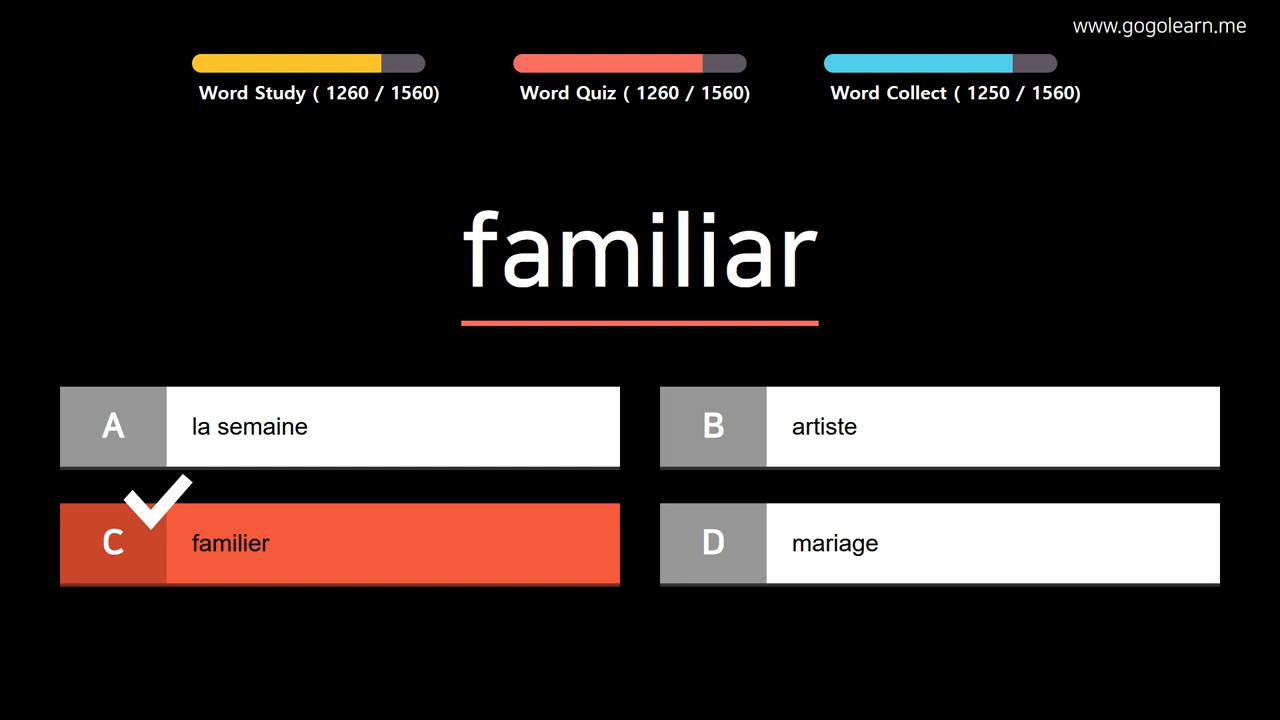 www.gogolearn.me
Word Study ( 1260 / 1560)
Word Quiz ( 1260 / 1560)
Word Collect ( 1250 / 1560)
familiar
A
la semaine
B
artiste
C
familier
D
mariage